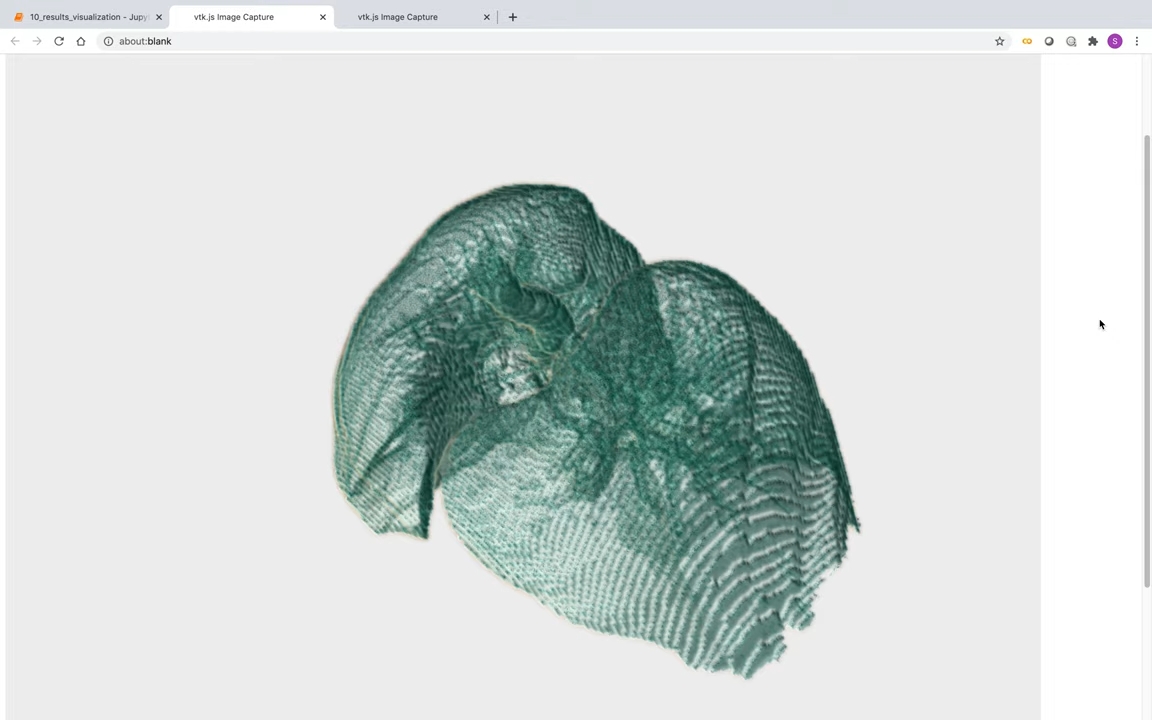 10_results_visualization - Jupy
vtk.js Image Capture
vtk.js Image Capture
about:blank
S